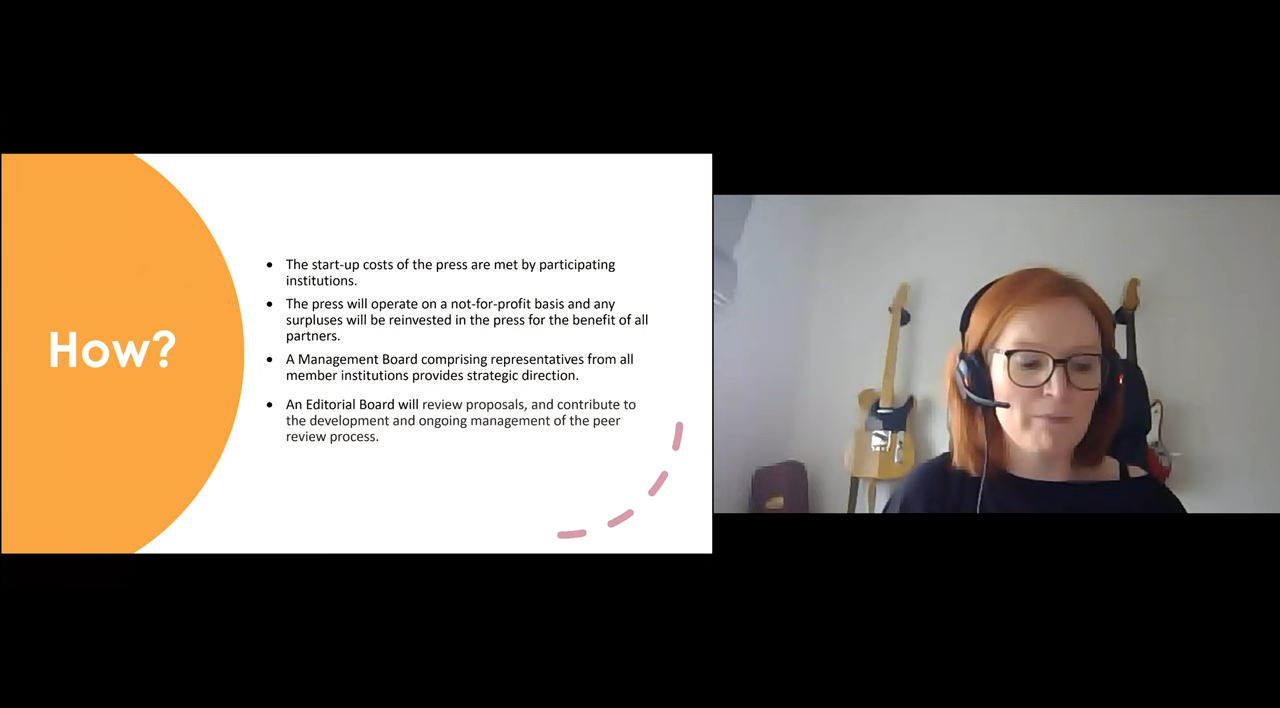 How?
• The start-up costs of the press are met by participating
institutions.
• The press will operate on a not-for-profit basis and any
surpluses will be reinvested in the press for the benefit of all
partners.
• A Management Board comprising representatives from all
member institutions provides strategic direction.
• An Editorial Board will review proposals, and contribute to
the development and ongoing management of the peer
review process.